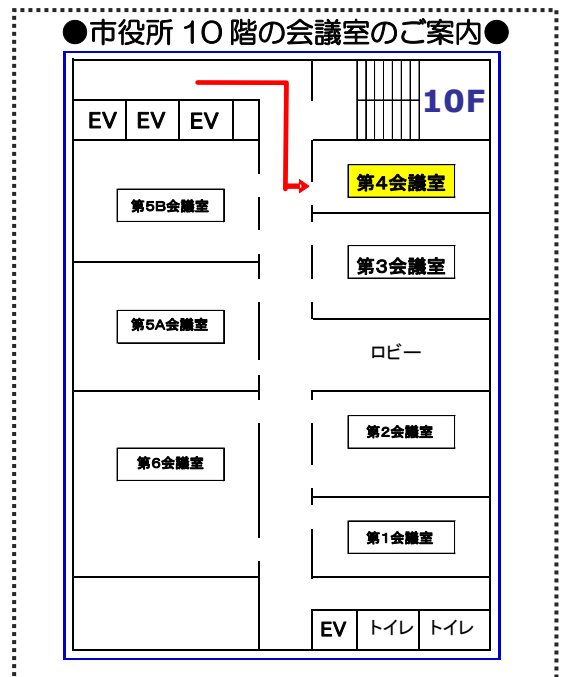 ●市役所 10 階の会議室のご案内●
10F
EV EV EV
第4会議室
第5B会議室
第3会議室
第5A会議室
ロビー
第2会議室
第6会議室
第1会議室
EV トイレ トイレ